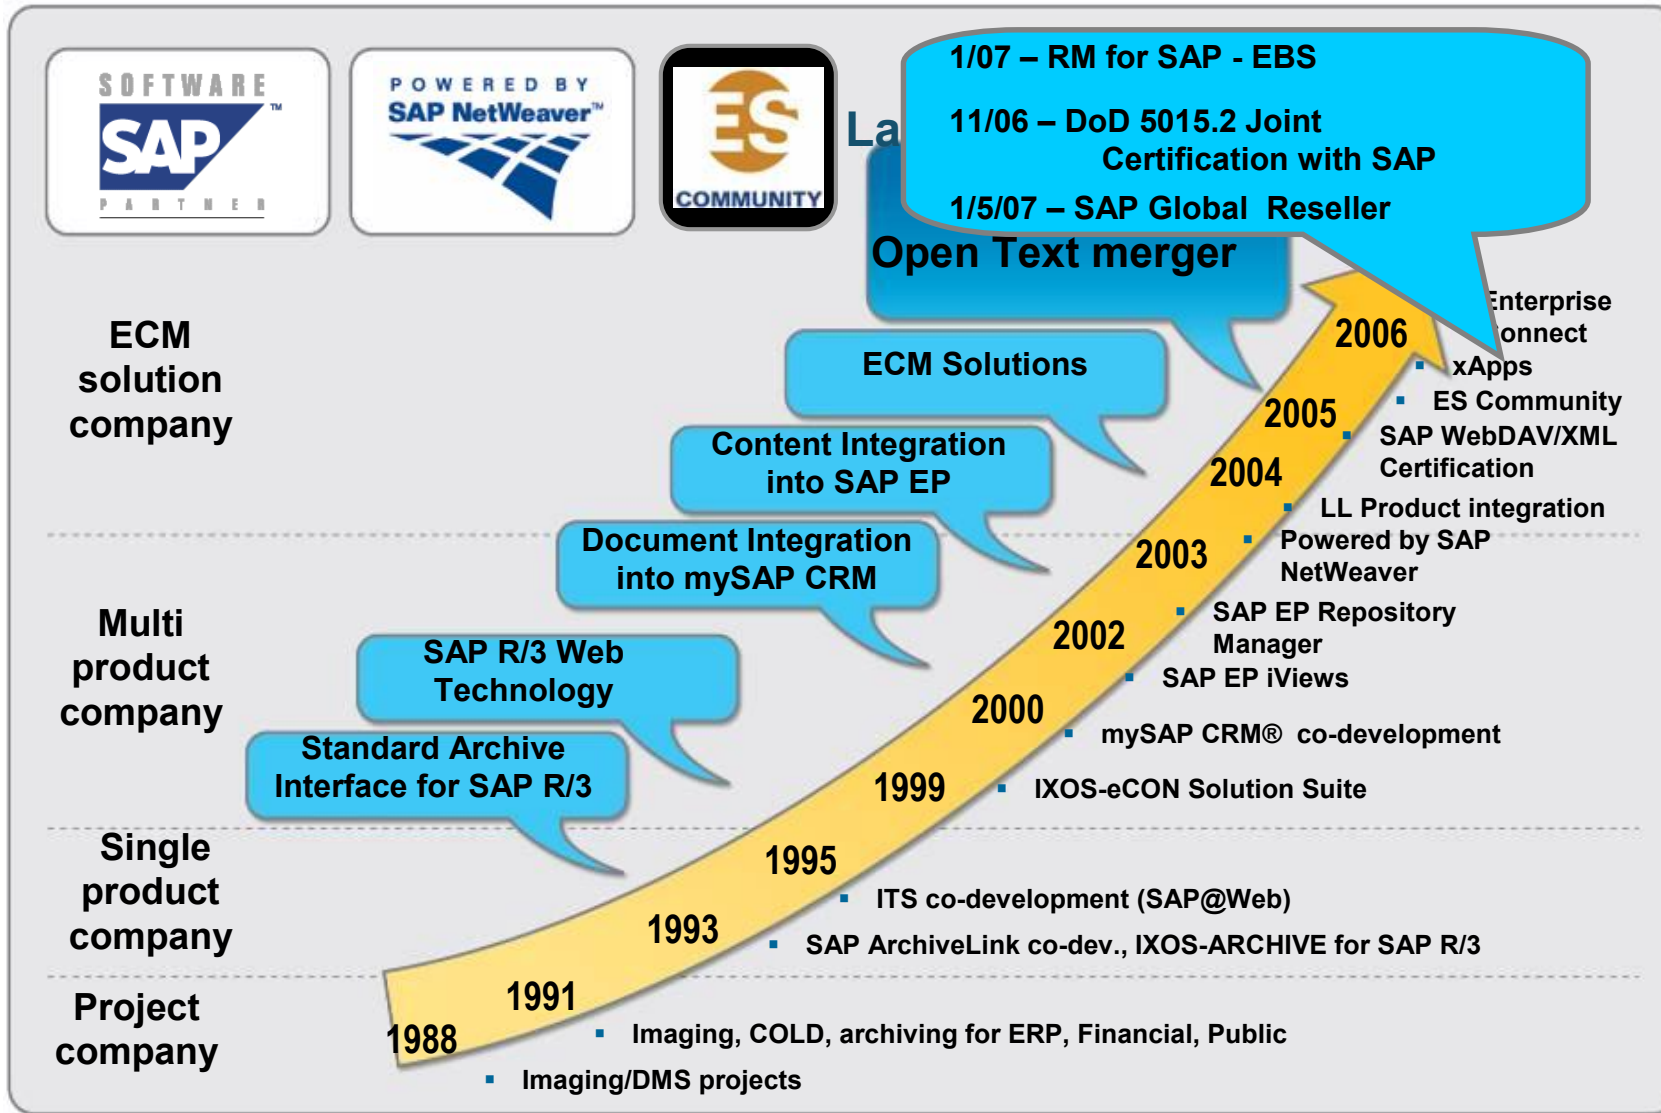 SOFTWARE
SAP™
PARTNER
POWERED BY
SAP NetWeaver™
ES
COMMUNITY
1/07 – RM for SAP - EBS
11/06 – DoD 5015.2 Joint
Certification with SAP
1/5/07 – SAP Global  Reseller
Open Text merger
ECM
solution
company
Multi
product
company
Single
product
company
Project
company
ECM Solutions
Content Integration
into SAP EP
Document Integration
into mySAP CRM
SAP R/3 Web
Technology
Standard Archive
Interface for SAP R/3
2006
2005
2004
2003
2002
2000
1999
1995
1993
1991
1988
Enterprise
▪ xApps
▪ ES Community
▪ SAP WebDAV/XML
Certification
▪ LL Product integration
▪ Powered by SAP
NetWeaver
▪ SAP EP Repository
Manager
▪ SAP EP iViews
▪ mySAP CRM®  co-development
▪ IXOS-eCON Solution Suite
▪ ITS co-development (SAP@Web)
▪ SAP ArchiveLink co-dev., IXOS-ARCHIVE for SAP R/3
▪ Imaging, COLD, archiving for ERP, Financial, Public
▪ Imaging/DMS projects